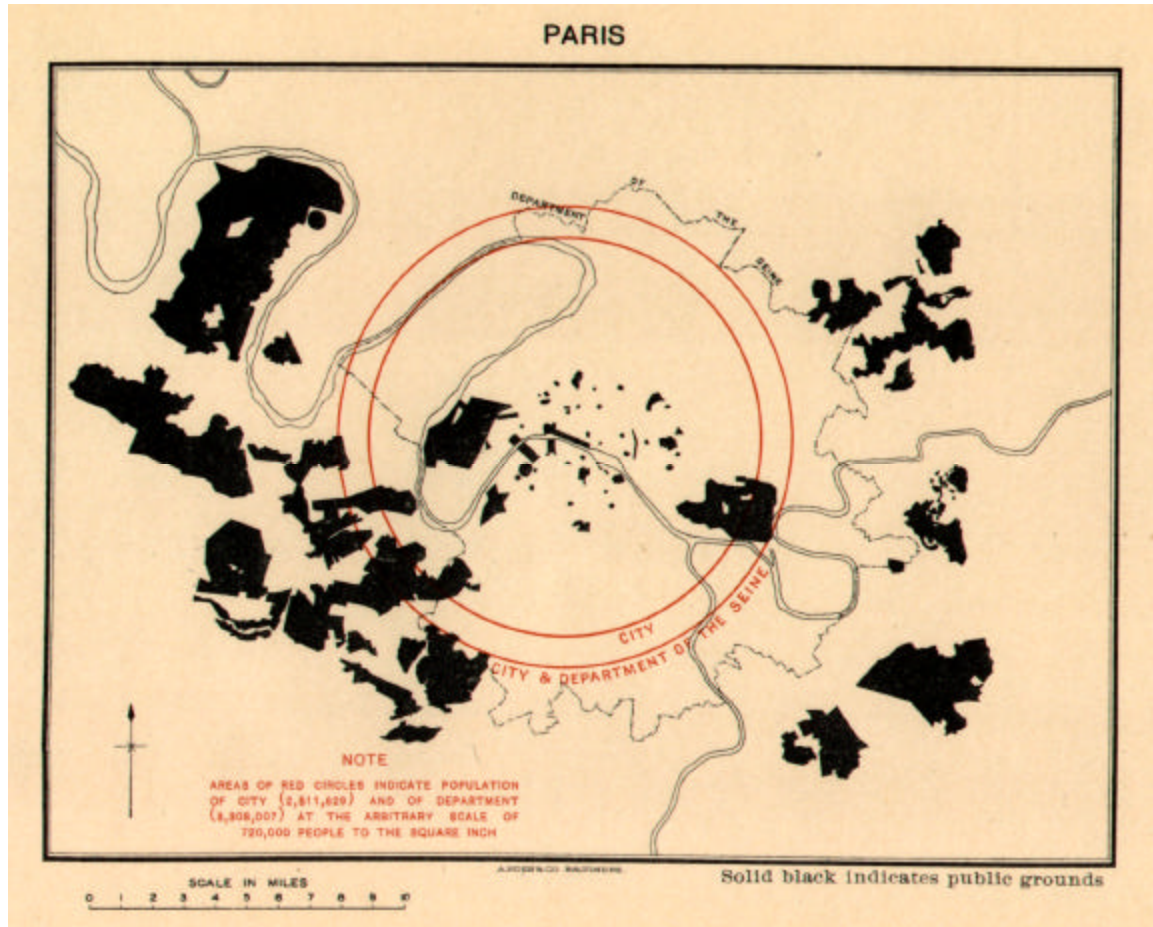 PARIS
DEPARTMENT OF THE SEINE
CITY
CITY & DEPARTMENT OF THE SEINE
NOTE
AREAS OF RED CIRCLES INDICATE POPULATION
OF CITY (2,511,629) AND OF DEPARTMENT
AT THE ARBITRARY SCALE OF
720,000 PEOPLE TO THE SQUARE INCH
SCALE IN MILES
0 1 2 3 4 5 6 7 8 9 10
Solid black indicates public grounds